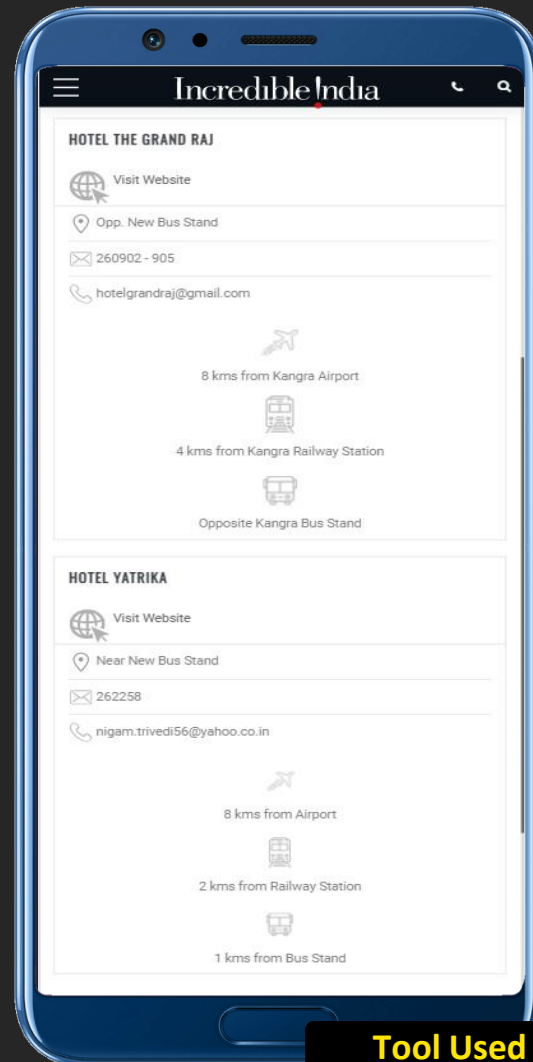 Incredible !ndia
HOTEL THE GRAND RAJ
Visit Website
Opp. New Bus Stand
260902 - 905
hotelgrandraj@gmail.com
8 kms from Kangra Airport
4 kms from Kangra Railway Station
Opposite Kangra Bus Stand
HOTEL YATRIKA
Visit Website
Near New Bus Stand
262258
nigam.trivedi56@yahoo.co.in
8 kms from Airport
2 kms from Railway Station
1 kms from Bus Stand
Tool Used